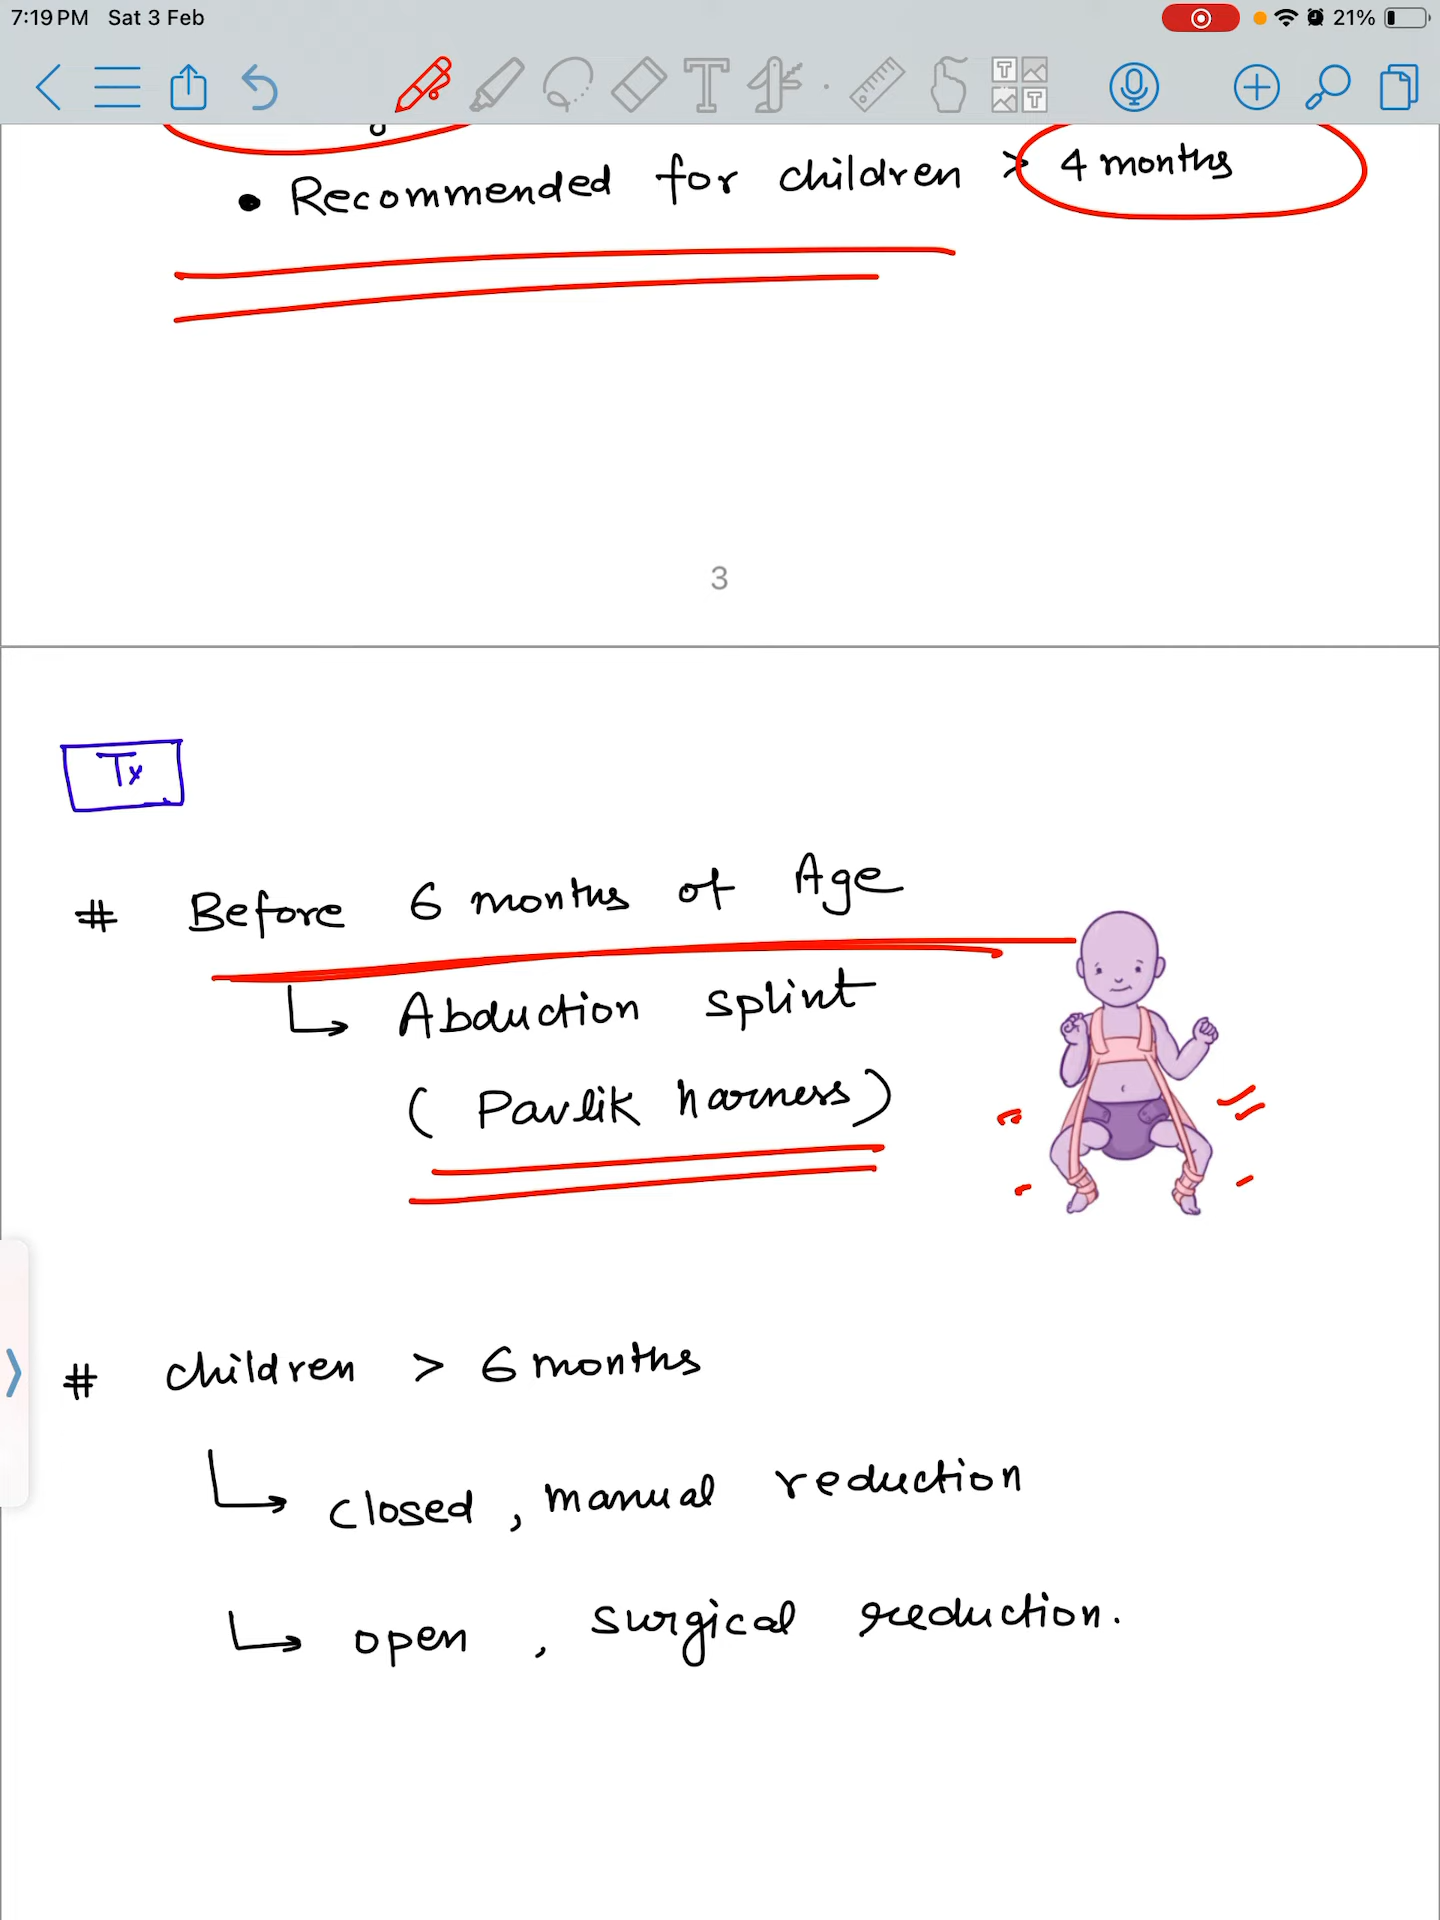 7:19 PM Sat 3 Feb
21%
T
T
T
• Recommended for children > 4 months
3
Tx
# Before 6 months of Age
Abduction splint
( Pavlik harness )
# children > 6 months
closed , manual reduction
open , surgical reduction.